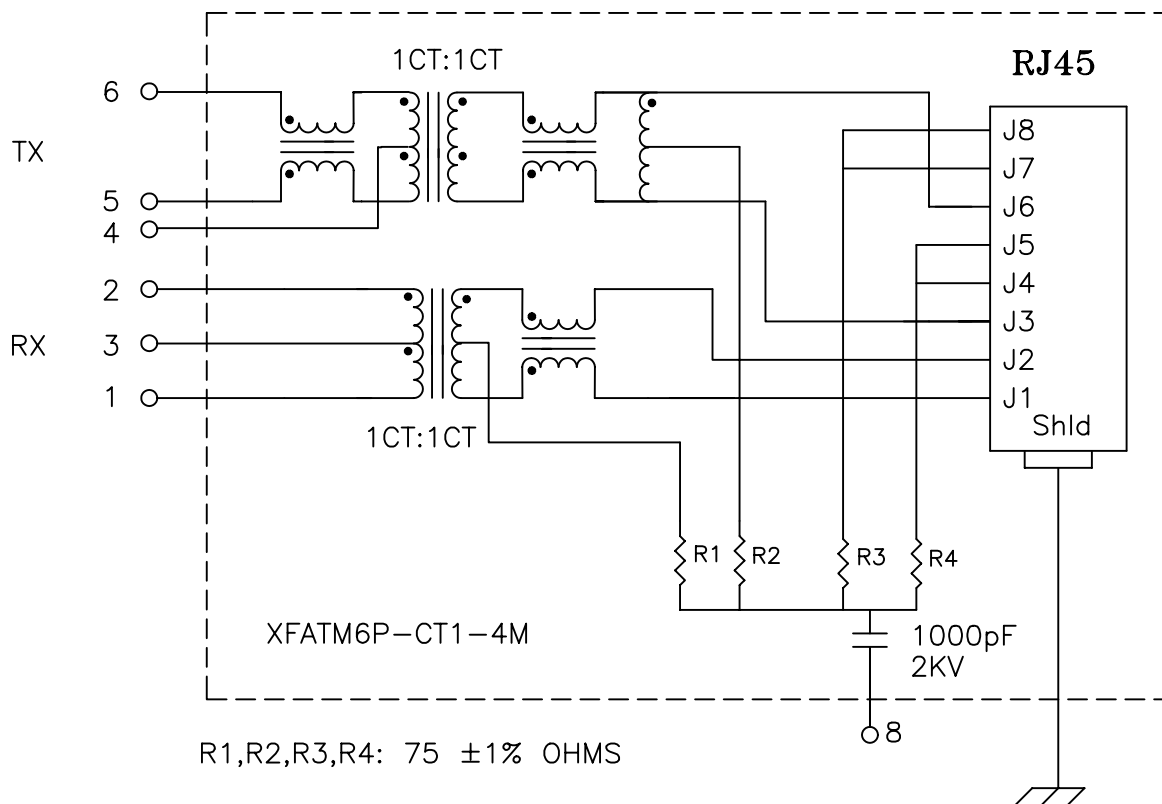 1CT:1CT
RJ45
6
TX
5
4
2
RX
3
1
J8
J7
J6
J5
J4
J3
J2
J1
Shld
1CT:1CT
R1
R2
R3
R4
XFATM6P-CT1-4M
1000pF
2KV
8
R1,R2,R3,R4: 75 ±1% OHMS